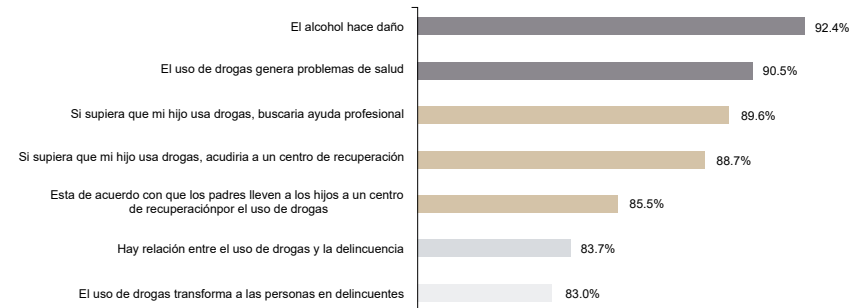 El alcohol hace daño
92.4%
El uso de drogas genera problemas de salud
90.5%
Si supiera que mi hijo usa drogas, buscaria ayuda profesional
89.6%
Si supiera que mi hijo usa drogas, acudiria a un centro de recuperación
88.7%
Esta de acuerdo con que los padres lleven a los hijos a un centro
de recuperaciónpor el uso de drogas
85.5%
Hay relación entre el uso de drogas y la delincuencia
83.7%
El uso de drogas transforma a las personas en delincuentes
83.0%